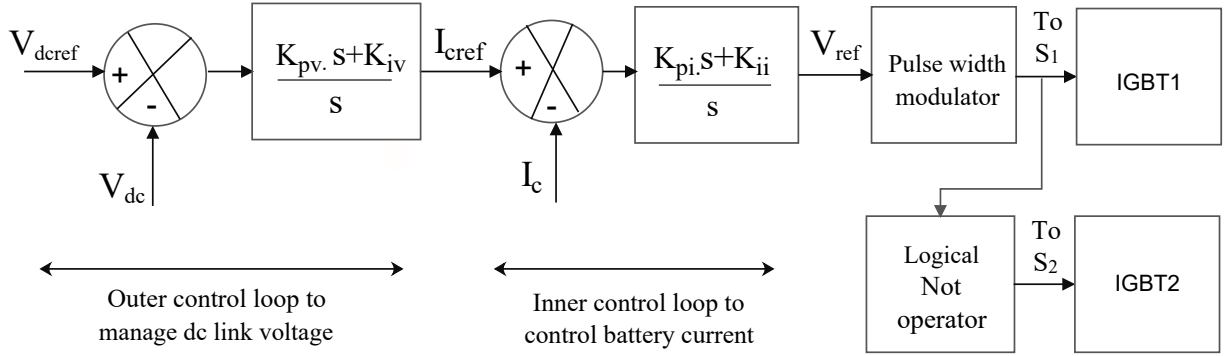 V_dcref
+
-
V_dc
K_pv. s+K_iv
s
I_cref
+
-
I_c
K_pi.s+K_ii
s
V_ref
Pulse width
modulator
To
S_1
IGBT1
Logical
Not
operator
To
S_2
IGBT2
Outer control loop to
manage dc link voltage
Inner control loop to
control battery current